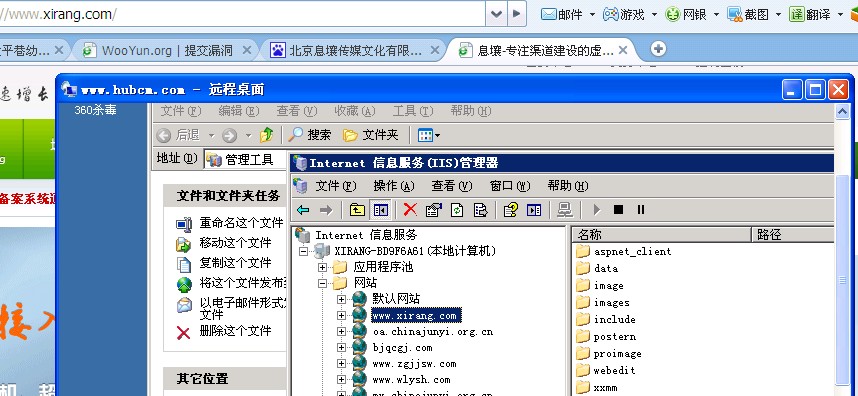 //www.xirang.com/
邮件 游戏 网银 截图 翻译
WooYun.org | 提交漏洞
北京息壤传媒文化有限...
息壤-专注渠道建设的虚...
速增长
www.hubcm.com - 远程桌面
360杀毒
文件(F) 编辑(E) 查看(V) 收藏(A) 工具(T) 帮助(H)
后退 搜索 文件夹
地址(D) 管理工具
Internet 信息服务(IIS)管理器
文件(F) 操作(A) 查看(V) 窗口(W) 帮助(H)
文件和文件夹任务
重命名这个文件
移动这个文件
复制这个文件
将这个文件发布到
以电子邮件形式发
文件
删除这个文件
其它位置
Internet 信息服务
XIRANG-BD9F6A61(本地计算机)
应用程序池
网站
默认网站
www.xirang.com
oa.chinajunyi.org.cn
bjqcgj.com
www.zgjjsw.com
www.wlysh.com
名称 路径
aspnet_client
data
image
images
include
postern
proimage
webedit
xxmm
备案系统
接入